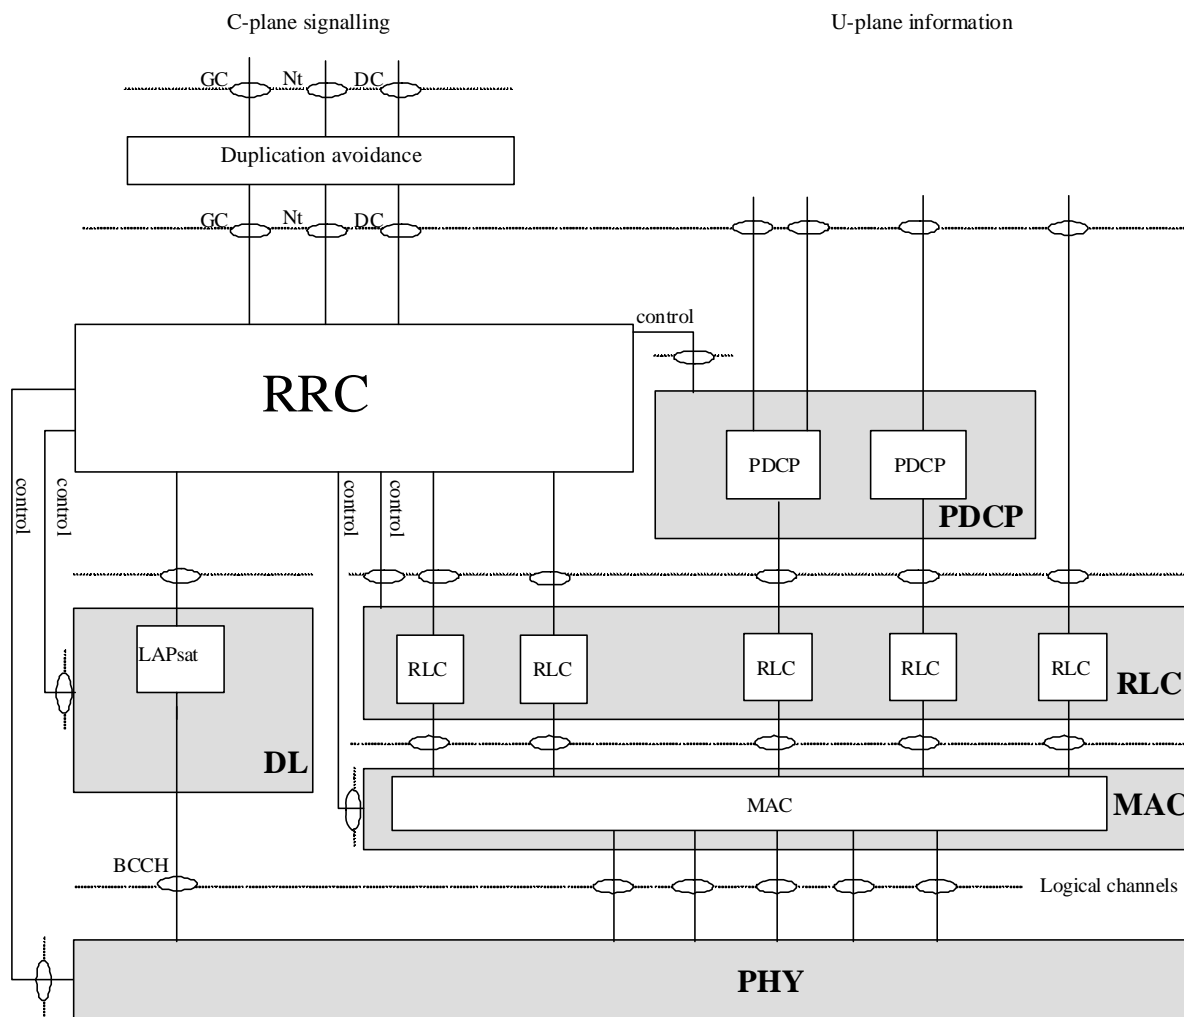 C-plane signalling
U-plane information
GC Nt DC
Duplication avoidance
GC Nt DC
control
RRC
PDCP
PDCP
PDCP
control
control
control
control
LAPsat
DL
RLC
RLC
RLC
RLC
RLC
RLC
MAC
MAC
BCCH
Logical channels
PHY